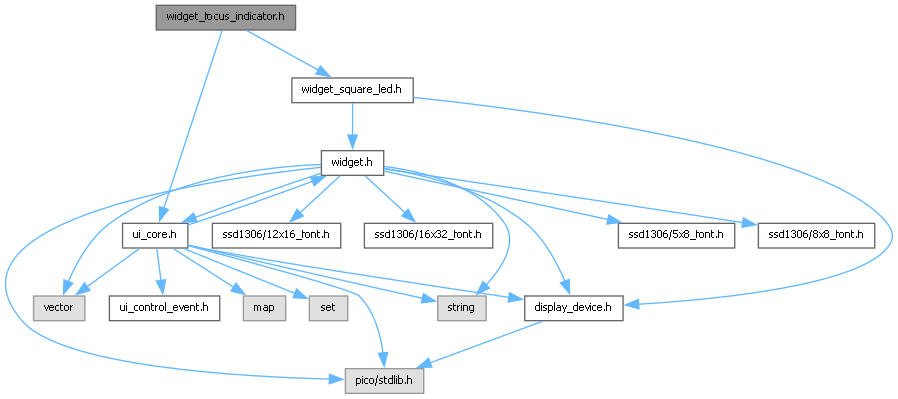 widget_focus_indicator.h
widget_square_led.h
widget.h
ui_core.h
ssd1306/12x16_font.h
ssd1306/16x32_font.h
ssd1306/5x8_font.h
ssd1306/8x8_font.h
vector
ui_control_event.h
map
set
string
display_device.h
pico/stdlib.h